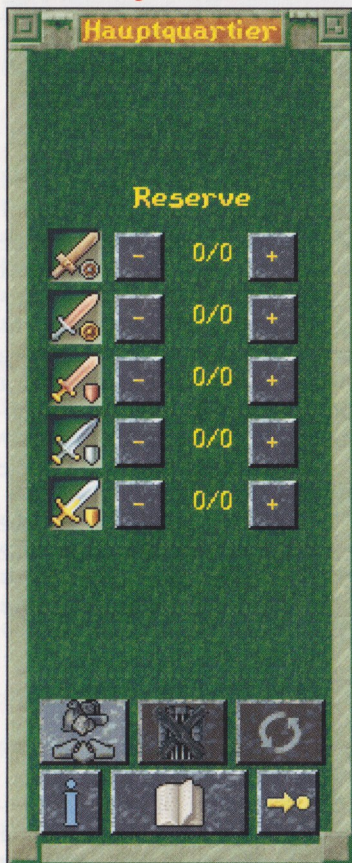 Hauptquartier
Reserve
- 0/0 +
- 0/0 +
- 0/0 +
- 0/0 +
- 0/0 +
i